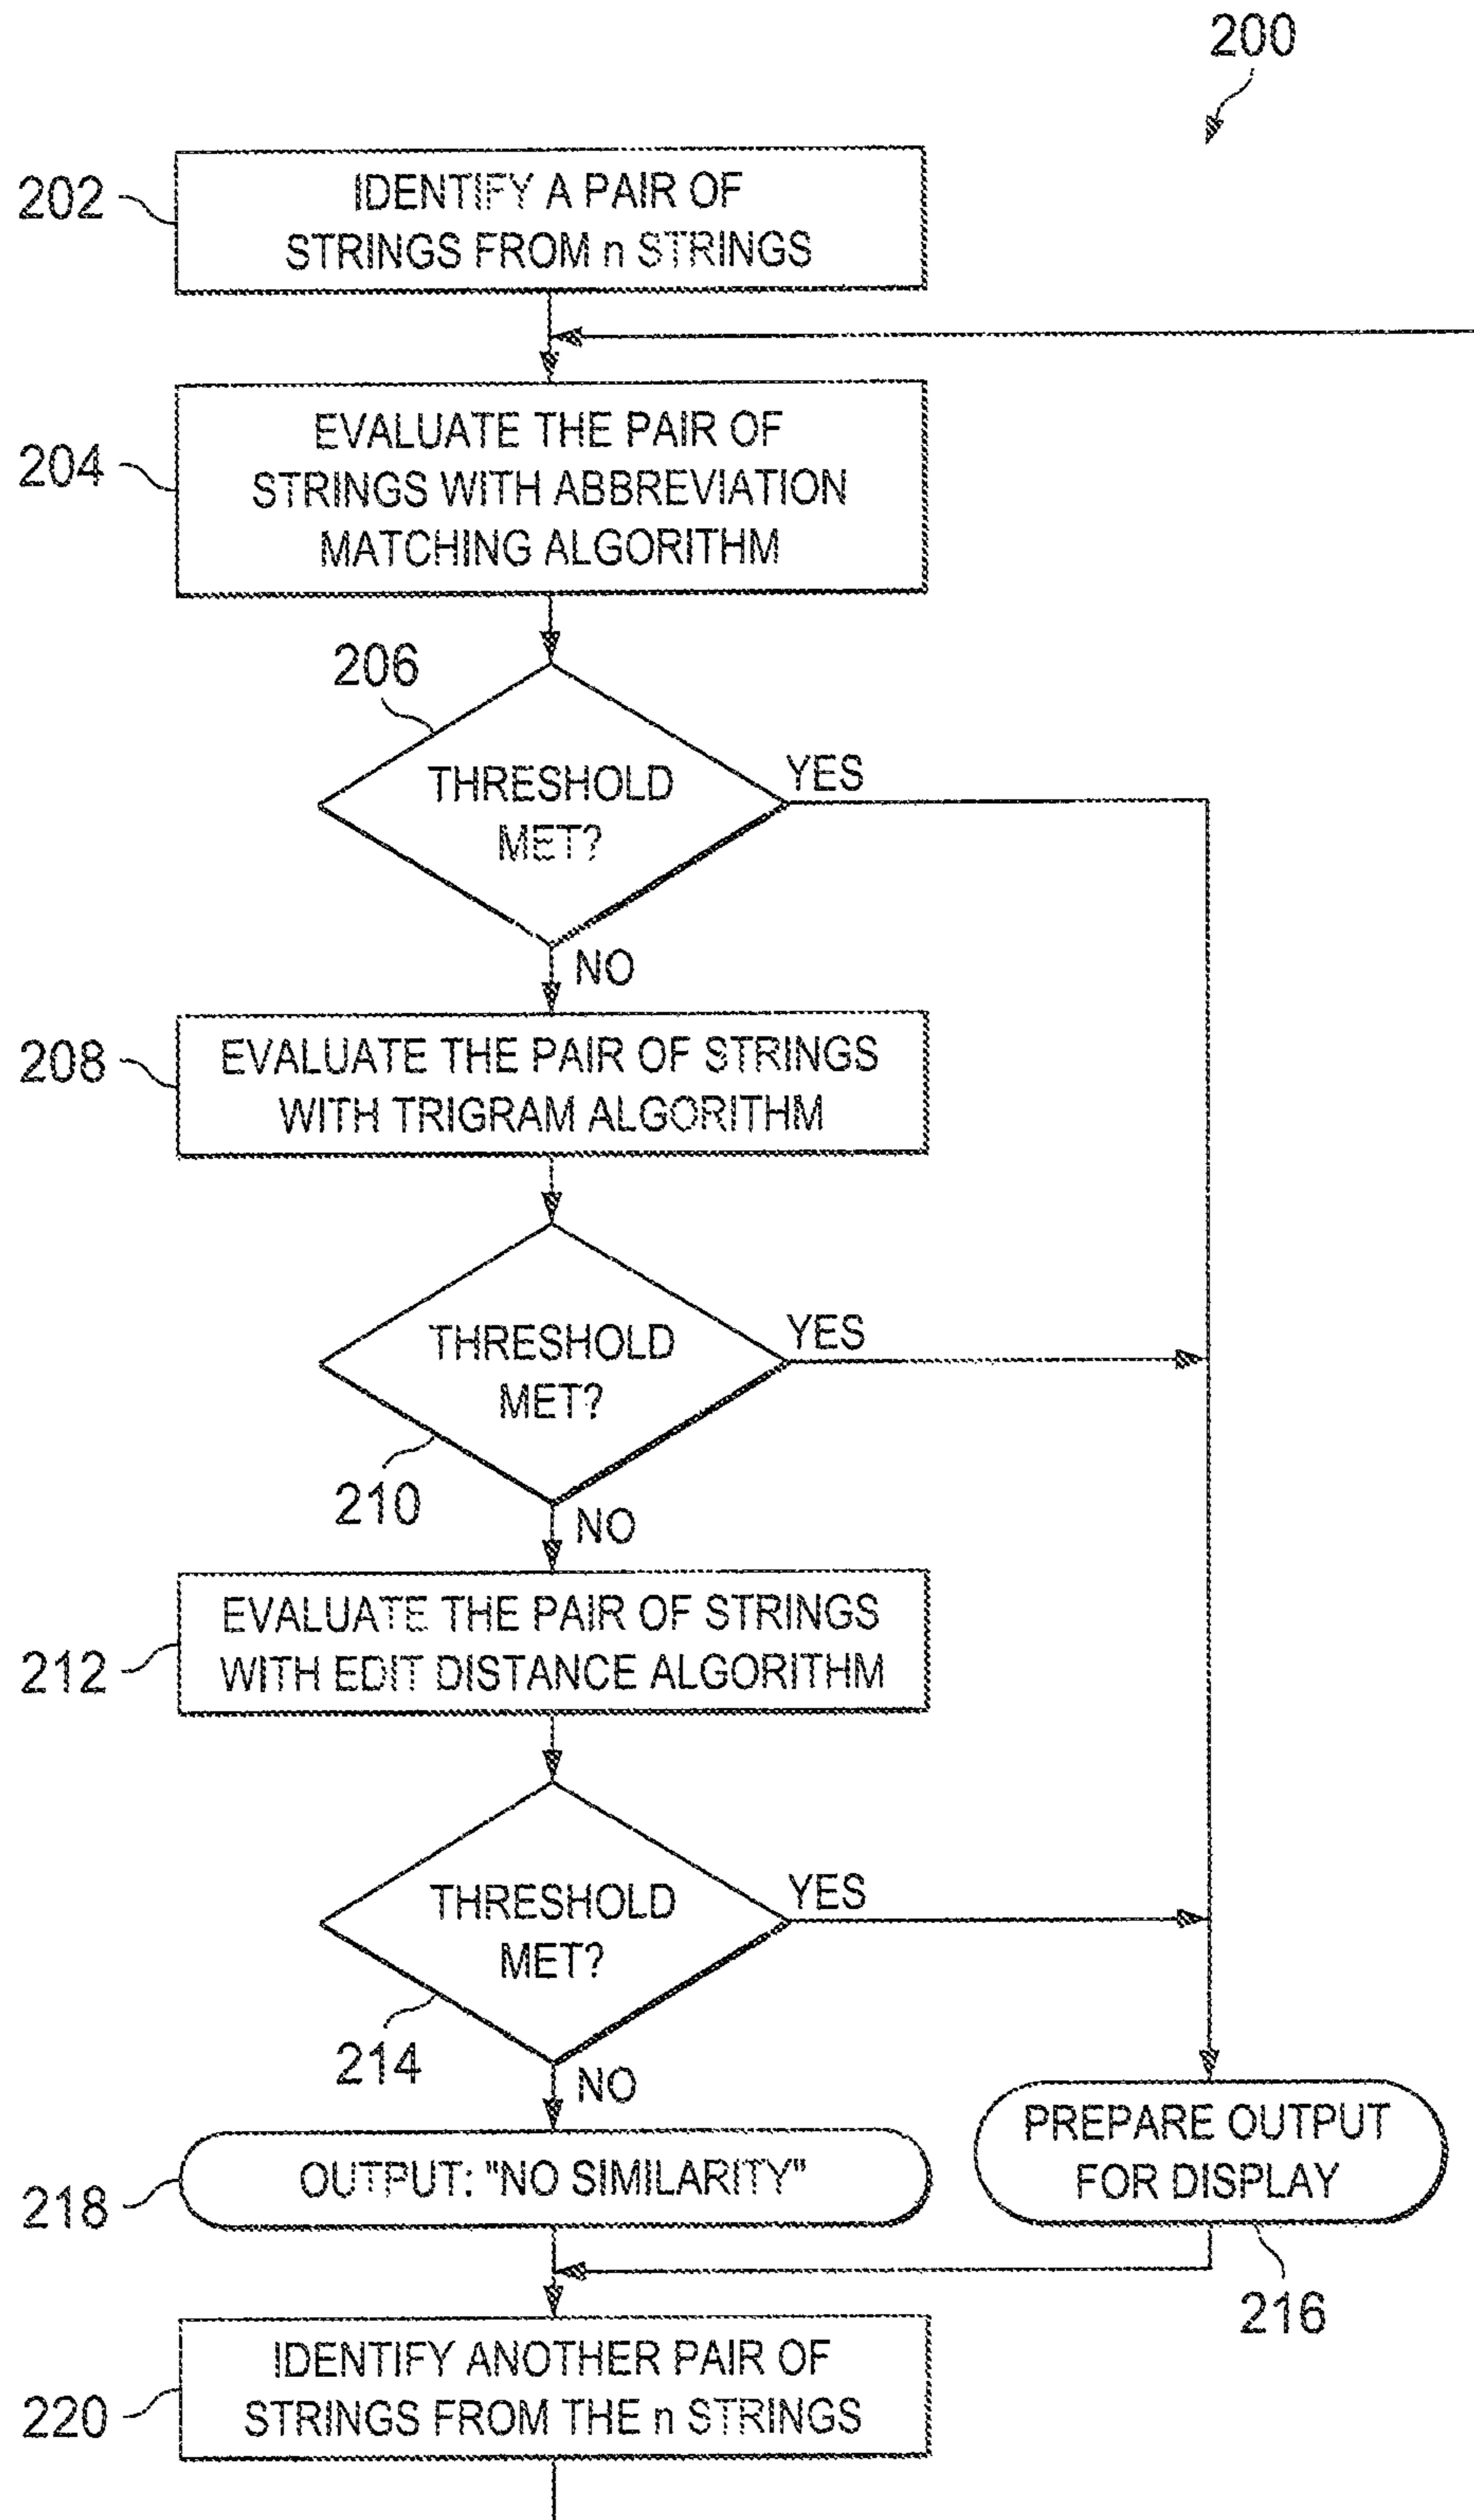 200
202
IDENTIFY A PAIR OF
STRINGS FROM n STRINGS
204
EVALUATE THE PAIR OF
STRINGS WITH ABBREVIATION
MATCHING ALGORITHM
206
THRESHOLD
MET?
YES
NO
208
EVALUATE THE PAIR OF STRINGS
WITH TRIGRAM ALGORITHM
THRESHOLD
MET?
YES
210
NO
212
EVALUATE THE PAIR OF STRINGS
WITH EDIT DISTANCE ALGORITHM
THRESHOLD
MET?
YES
214
NO
218
OUTPUT: "NO SIMILARITY"
PREPARE OUTPUT
FOR DISPLAY
216
220
IDENTIFY ANOTHER PAIR OF
STRINGS FROM THE n STRINGS